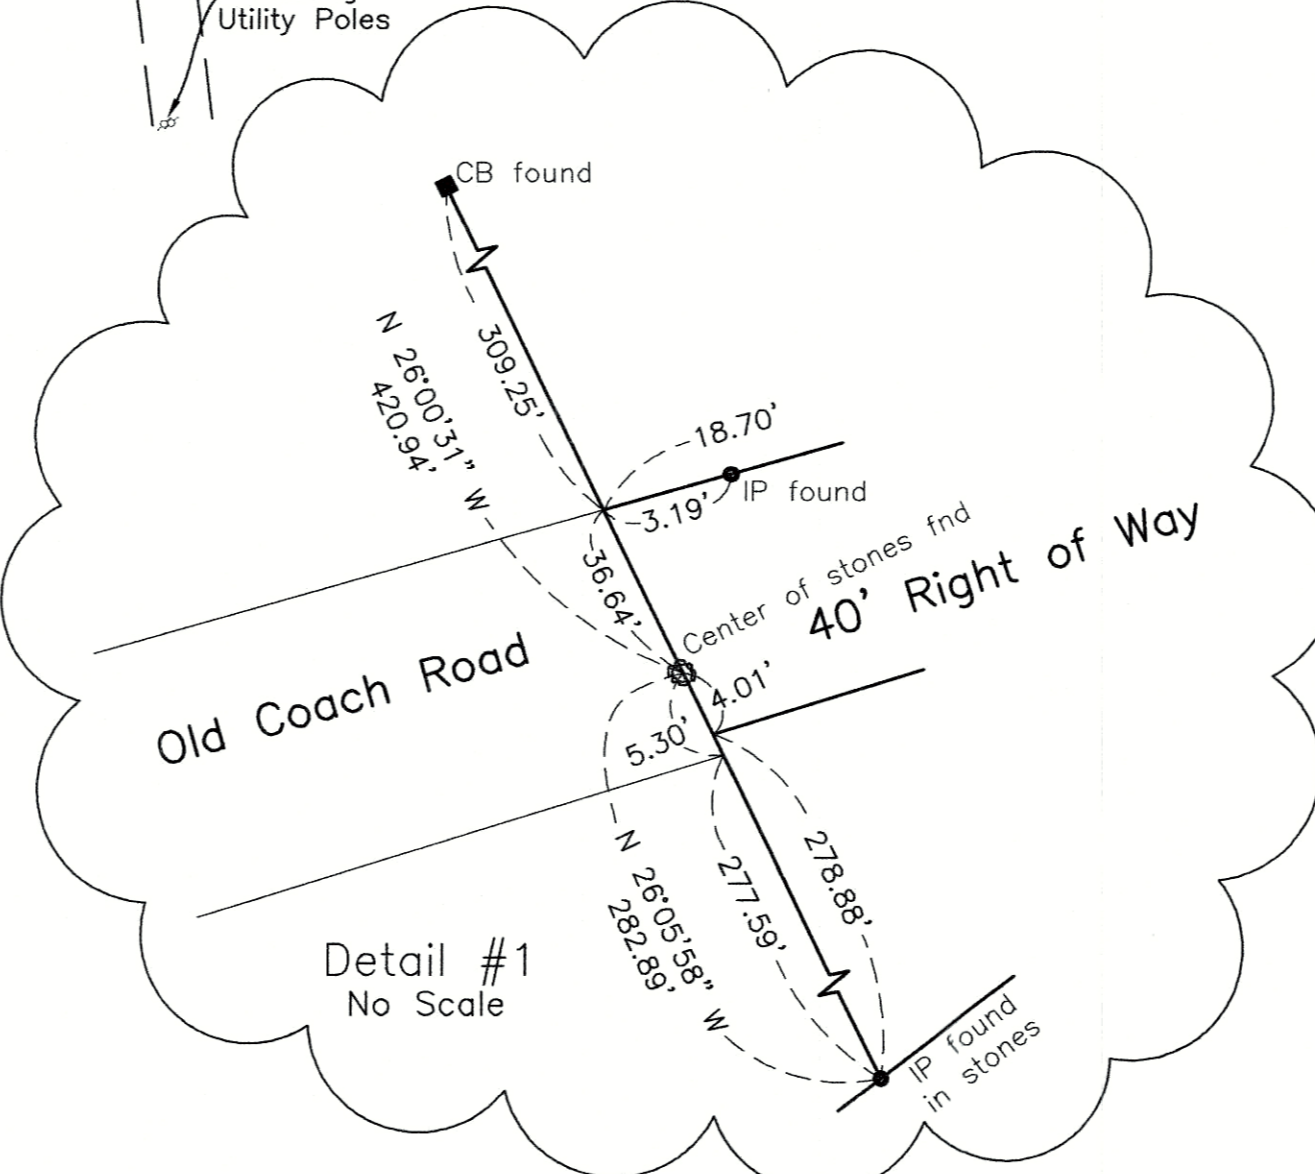 Utility Poles
CB found
309.25'
N 26°00'31" W
420.94'
18.70'
IP found
3.19'
36.64'
Center of stones fnd
40' Right of Way
Old Coach Road
4.01'
5.30'
N 26°05'58" W
282.89'
277.59'
278.88'
Detail #1
No Scale
IP found
in stones